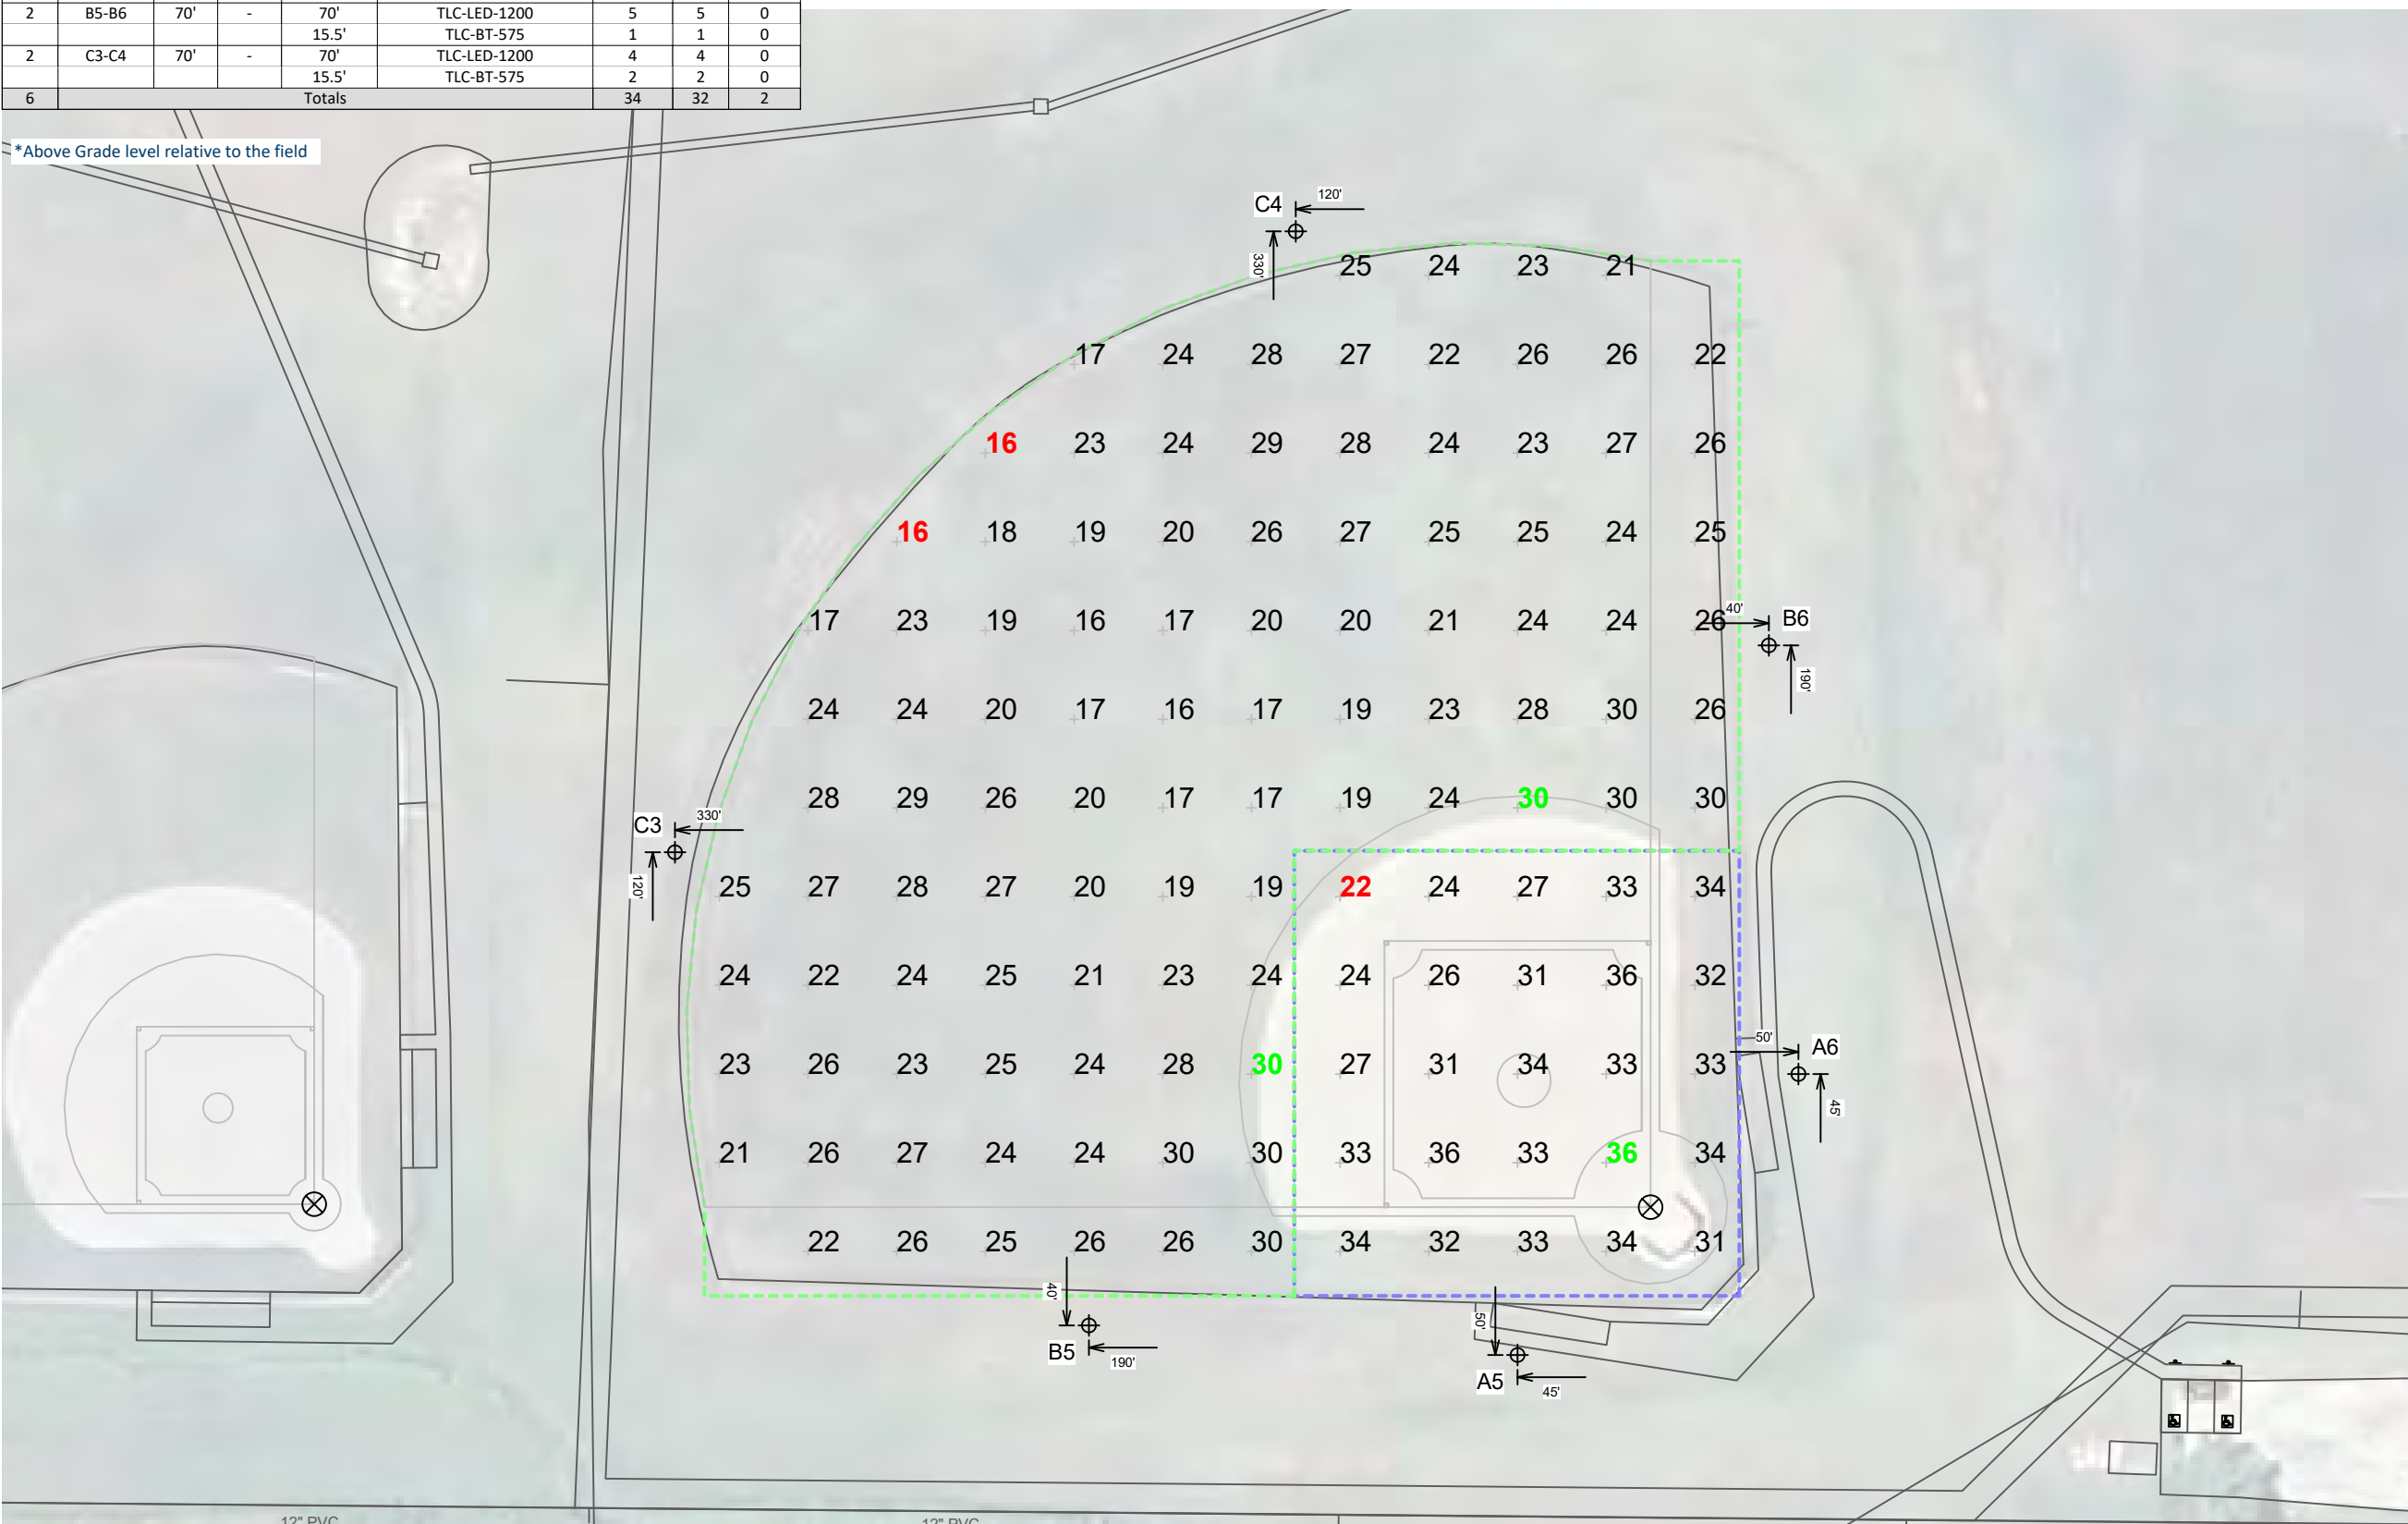 2 B5-B6 70' - 70' TLC-LED-1200 5 5 0
15.5' TLC-BT-575 1 1 0
2 C3-C4 70' - 70' TLC-LED-1200 4 4 0
15.5' TLC-BT-575 2 2 0
6 Totals 34 32 2
*Above Grade level relative to the field
C4 120'
330'
25 24 23 21
17 24 28 27 22 26 26 22
16 23 24 29 28 24 23 27 26
16 18 19 20 26 27 25 25 24 25
17 23 19 16 17 20 20 21 24 24 26
40' B6
190'
24 24 20 17 16 17 19 23 28 30 26
28 29 26 20 17 17 19 24 30 30 30
C3 330'
120'
25 27 28 27 20 19 19 22 24 27 33 34
24 22 24 25 21 23 24 24 26 31 36 32
50' A6
45'
23 26 23 25 24 28 30 27 31 34 33 33
21 26 27 24 24 30 30 33 36 33 36 34
22 26 25 26 26 30 34 32 33 34 31
40'
B5 190'
50'
A5 45'
12" PVC
12" PVC